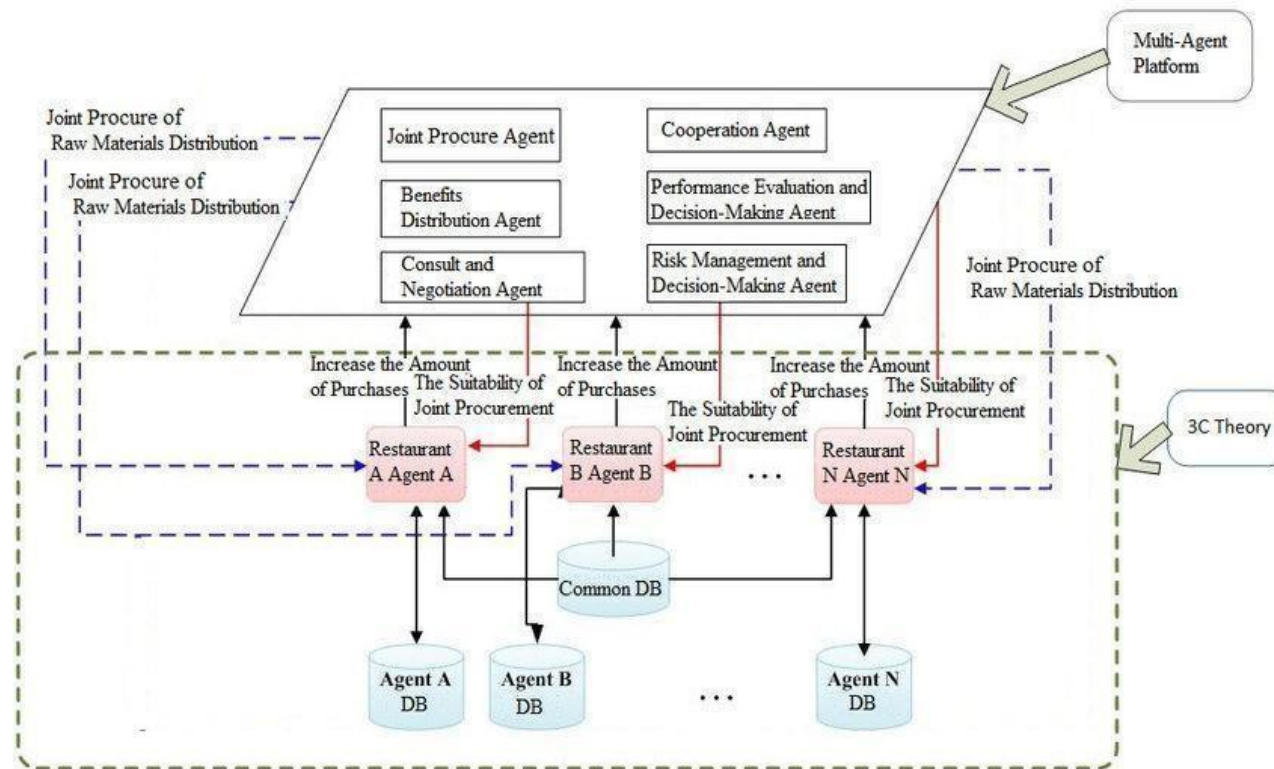 Multi-Agent
Platform
Joint Procure of
Raw Materials Distribution
Joint Procure of
Raw Materials Distribution
Joint Procure Agent
Cooperation Agent
Benefits
Distribution Agent
Performance Evaluation and
Decision-Making Agent
Consult and
Negotiation Agent
Risk Management and
Decision-Making Agent
Joint Procure of
Raw Materials Distribution
Increase the Amount
of Purchases
The Suitability of
Joint Procurement
Increase the Amount
of Purchases
The Suitability of
Joint Procurement
Increase the Amount
of Purchases
The Suitability of
Joint Procurement
3C Theory
Restaurant
A Agent A
Restaurant
B Agent B
...
Restaurant
N Agent N
Common DB
Agent A
DB
Agent B
DB
...
Agent N
DB